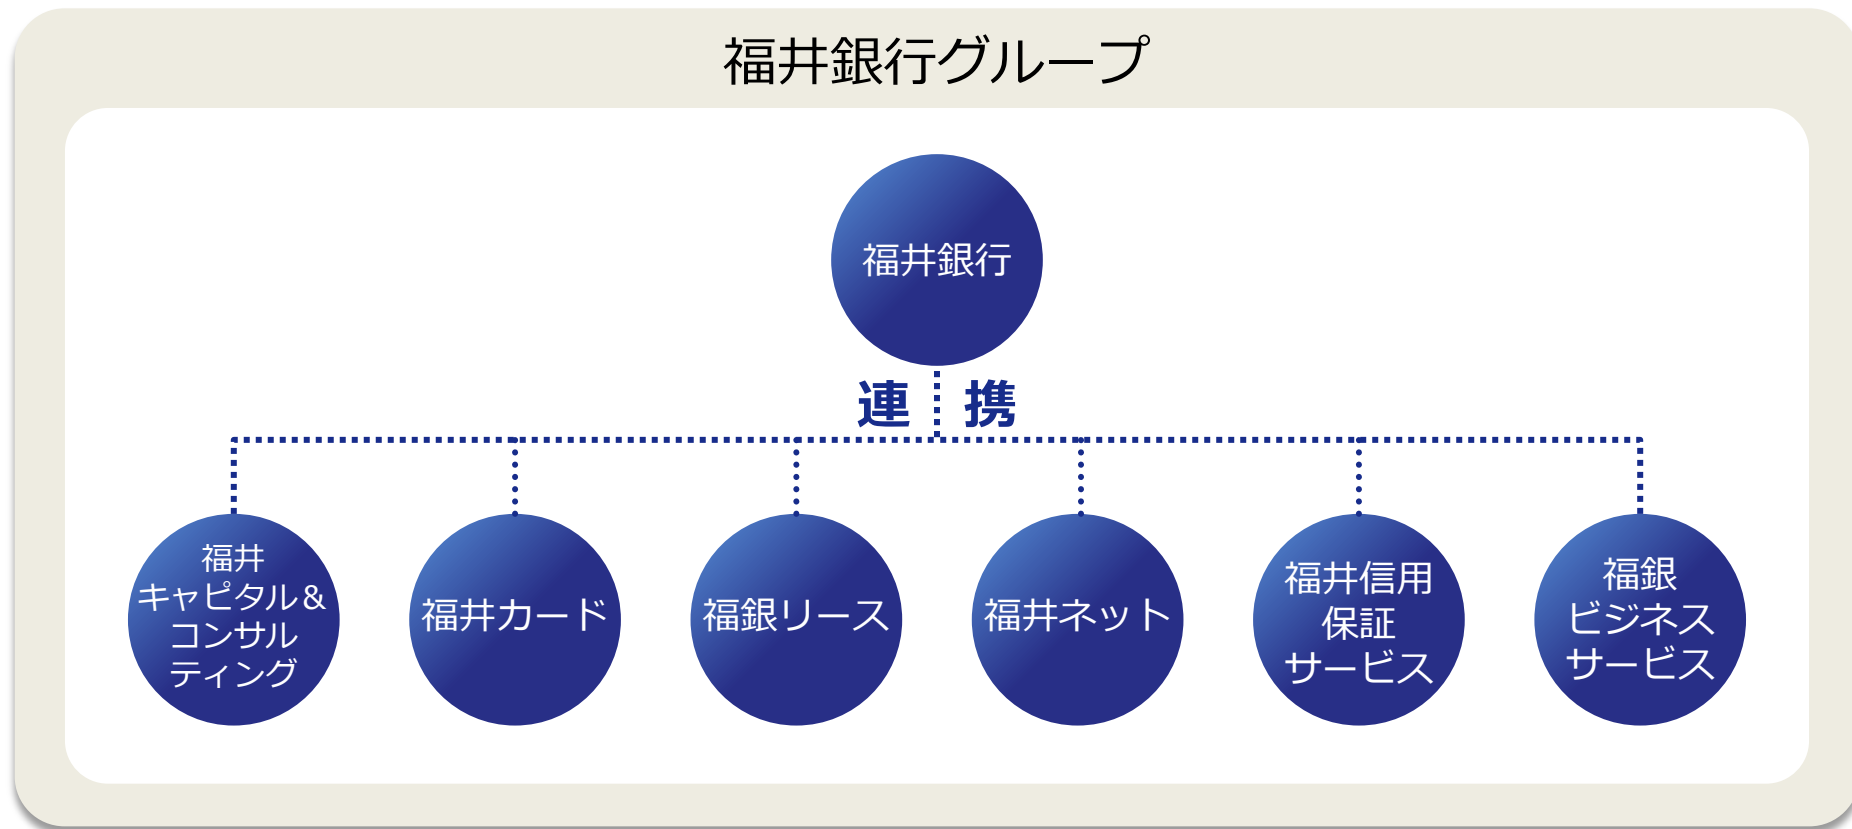 福井銀行グループ
福井銀行
連 携
福井
キャピタル&
コンサル
ティング
福井カード
福銀リース
福井ネット
福井信用
保証
サービス
福銀
ビジネス
サービス